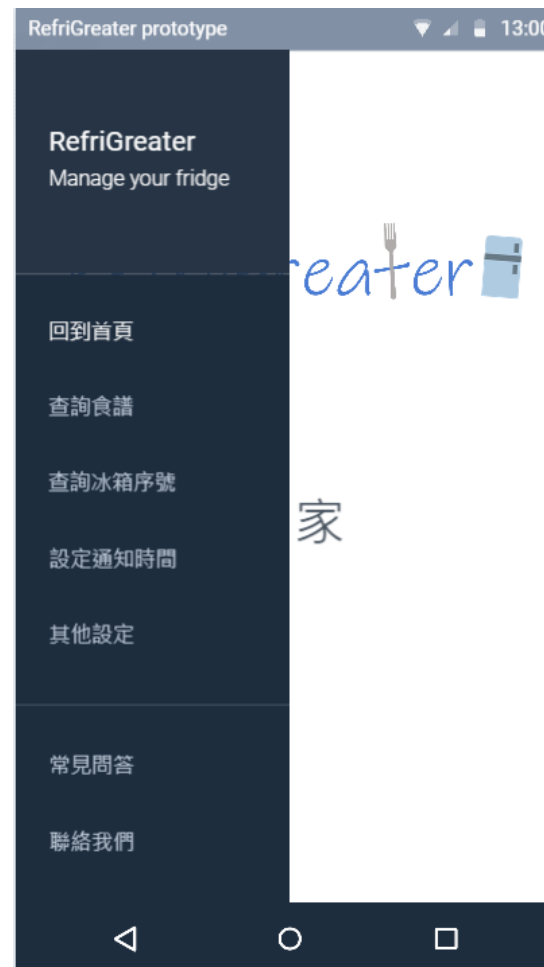 RefriGreater prototype
13:00
RefriGreater
Manage your fridge
eater
回到首頁
查詢食譜
查詢冰箱序號
家
設定通知時間
其他設定
常見問答
聯絡我們